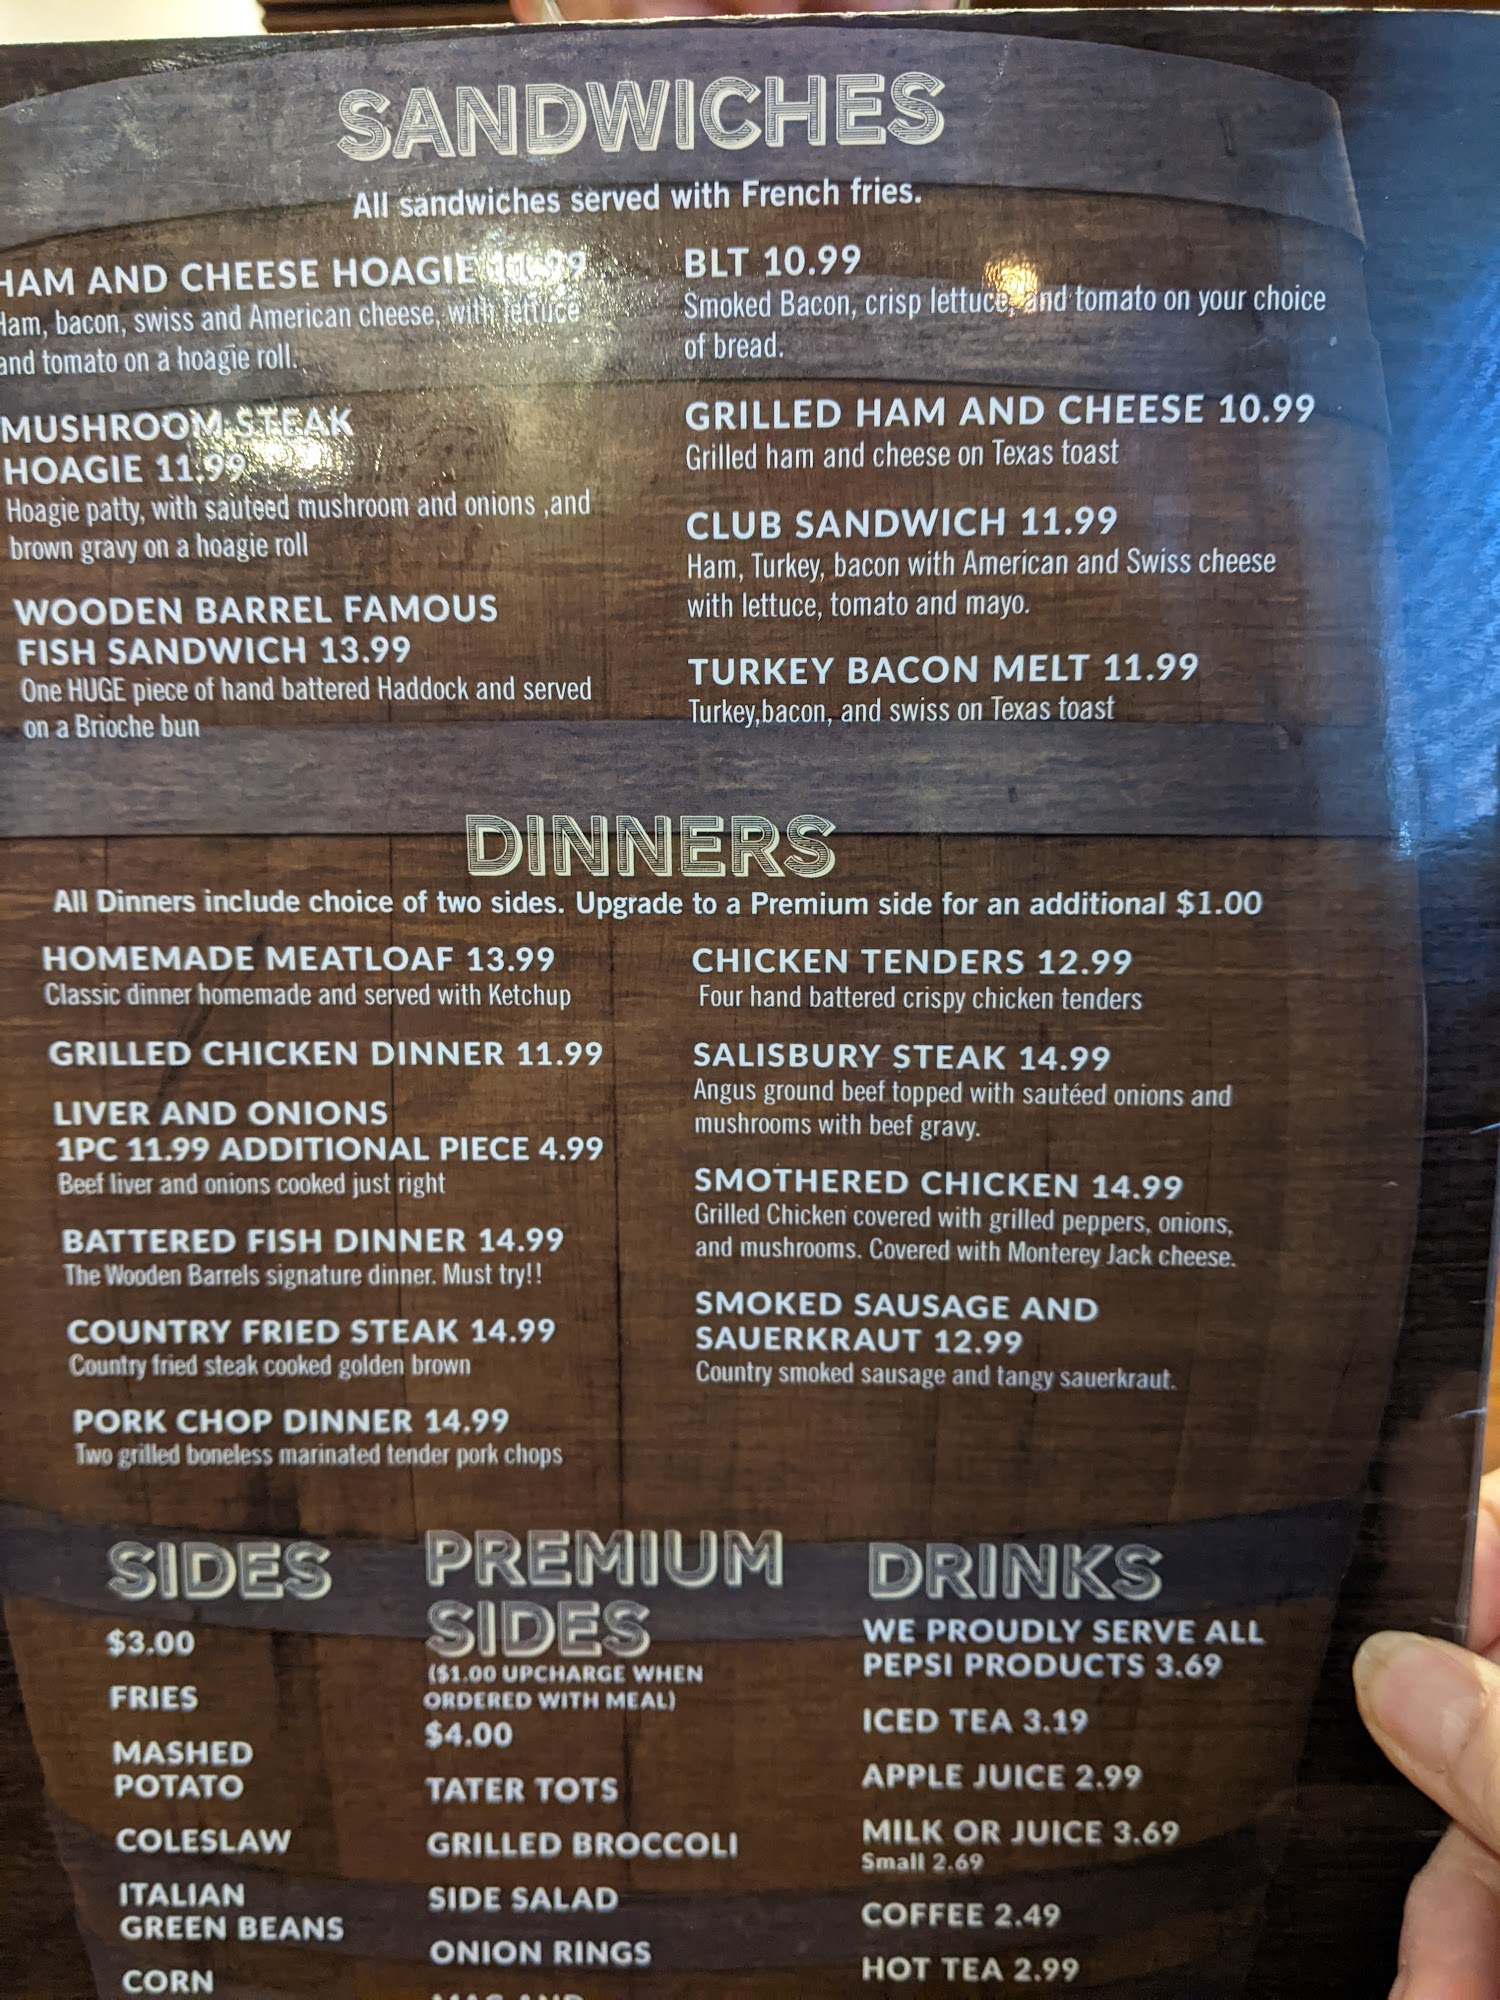 SANDWICHES
All sandwiches served with French fries.
HAM AND CHEESE HOAGIE
Ham, bacon, swiss and American cheese, with lettuce
and tomato on a hoagie roll.
MUSHROOM STEAK
HOAGIE 11.99
Hoagie patty, with sauteed mushroom and onions ,and
brown gravy on a hoagie roll
WOODEN BARREL FAMOUS
FISH SANDWICH 13.99
One HUGE piece of hand battered Haddock and served
on a Brioche bun
BLT 10.99
Smoked Bacon, crisp lettuce, and tomato on your choice
of bread.
GRILLED HAM AND CHEESE 10.99
Grilled ham and cheese on Texas toast
CLUB SANDWICH 11.99
Ham, Turkey, bacon with American and Swiss cheese
with lettuce, tomato and mayo.
TURKEY BACON MELT 11.99
Turkey,bacon, and swiss on Texas toast
DINNERS
All Dinners include choice of two sides. Upgrade to a Premium side for an additional $1.00
HOMEMADE MEATLOAF 13.99
Classic dinner homemade and served with Ketchup
GRILLED CHICKEN DINNER 11.99
LIVER AND ONIONS
1PC 11.99 ADDITIONAL PIECE 4.99
Beef liver and onions cooked just right
BATTERED FISH DINNER 14.99
The Wooden Barrels signature dinner. Must try!!
COUNTRY FRIED STEAK 14.99
Country fried steak cooked golden brown
PORK CHOP DINNER 14.99
Two grilled boneless marinated tender pork chops
CHICKEN TENDERS 12.99
Four hand battered crispy chicken tenders
SALISBURY STEAK 14.99
Angus ground beef topped with sautéed onions and
mushrooms with beef gravy.
SMOTHERED CHICKEN 14.99
Grilled Chicken covered with grilled peppers, onions,
and mushrooms. Covered with Monterey Jack cheese.
SMOKED SAUSAGE AND
SAUERKRAUT 12.99
Country smoked sausage and tangy sauerkraut.
SIDES
$3.00
FRIES
MASHED
POTATO
COLESLAW
ITALIAN
GREEN BEANS
CORN
PREMIUM
SIDES
($1.00 UPCHARGE WHEN
ORDERED WITH MEAL)
$4.00
TATER TOTS
GRILLED BROCCOLI
SIDE SALAD
ONION RINGS
MAC AND
DRINKS
WE PROUDLY SERVE ALL
PEPSI PRODUCTS 3.69
ICED TEA 3.19
APPLE JUICE 2.99
MILK OR JUICE 3.69
Small 2.69
COFFEE 2.49
HOT TEA 2.99